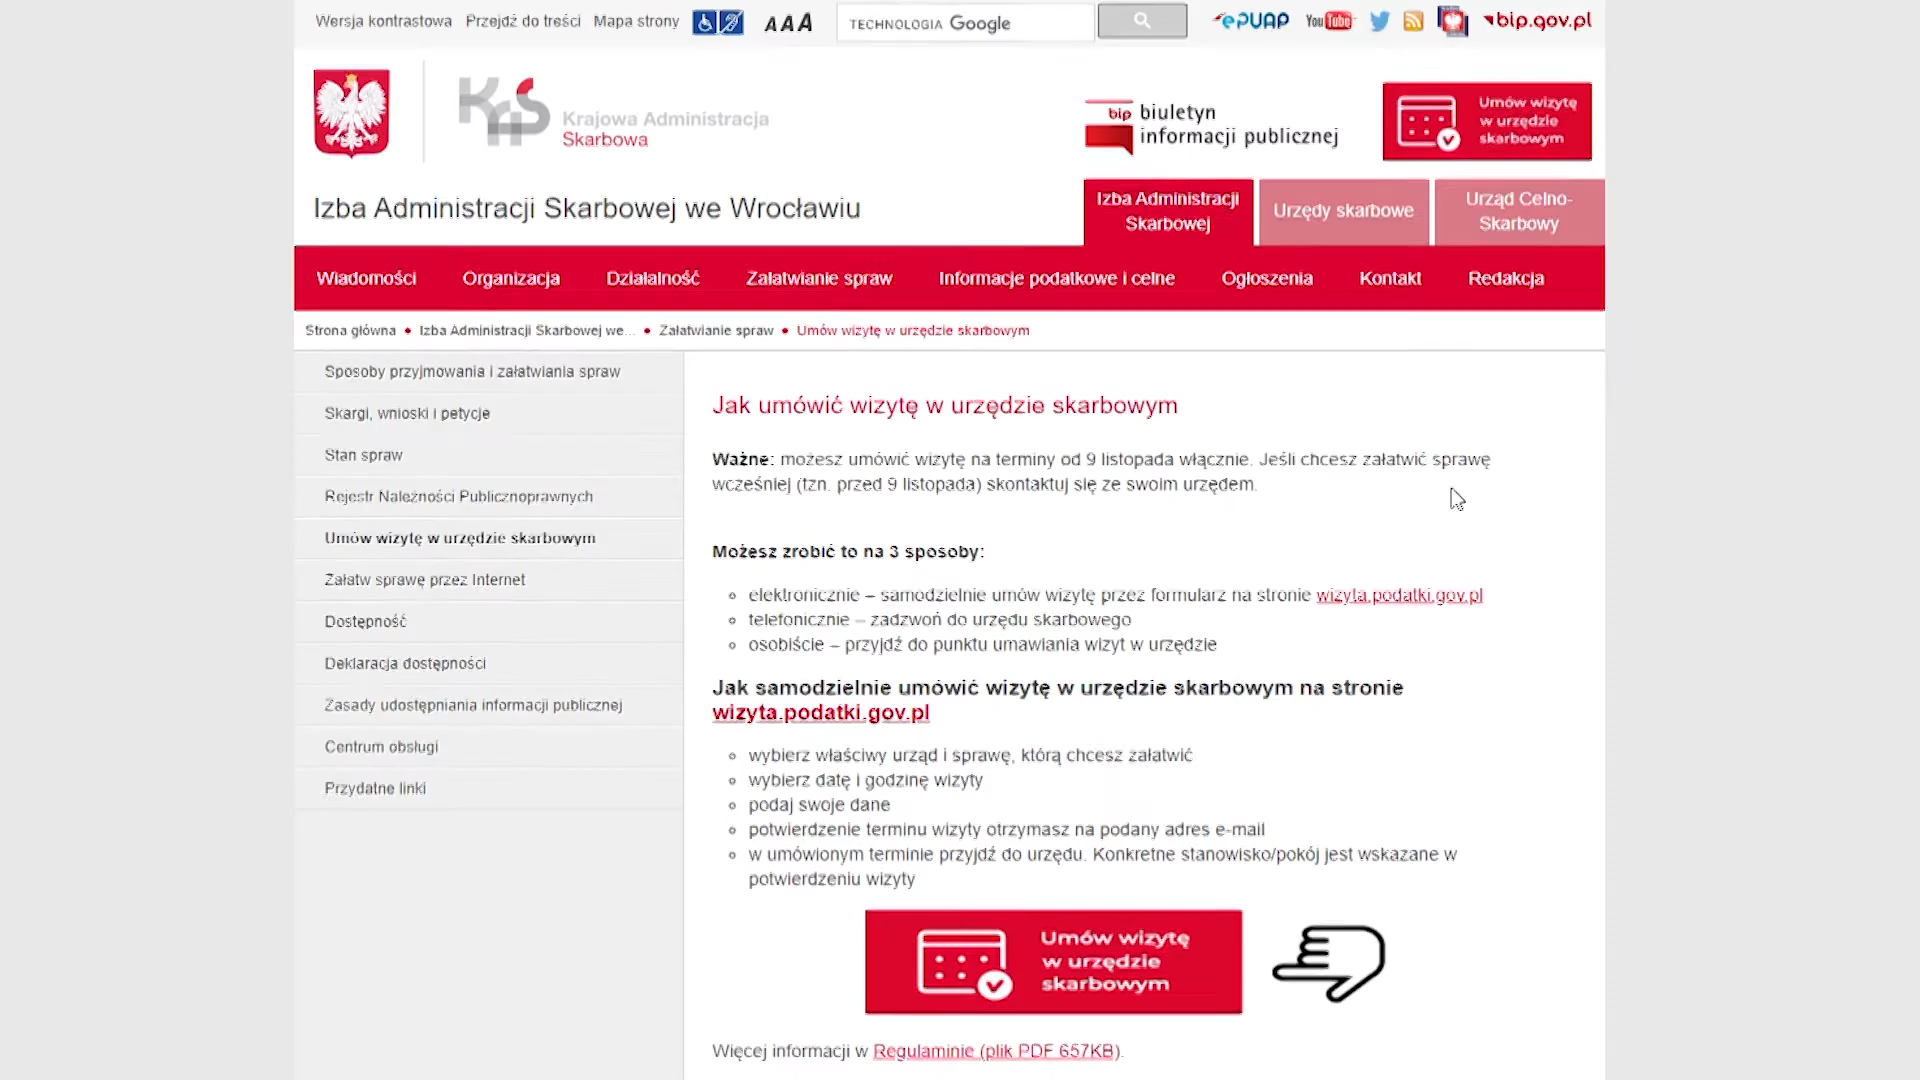 Wersja kontrastowa Przejdź do treści Mapa strony A A A TECHNOLOGIA Google ePUAP YouTube bip.gov.pl
KAS Krajowa Administracja
Skarbowa
bip biuletyn
informacji publicznej
Umów wizytę
w urzędzie
skarbowym
Izba Administracji Skarbowej we Wrocławiu
Izba Administracji
Skarbowej
Urzędy skarbowe
Urząd Celno-
Skarbowy
Wiadomości Organizacja Działalność Załatwianie spraw Informacje podatkowe i celne Ogłoszenia Kontakt Redakcja
Strona główna • Izba Administracji Skarbowej we... • Załatwianie spraw • Umów wizytę w urzędzie skarbowym
Sposoby przyjmowania i załatwiania spraw
Skargi, wnioski i petycje
Stan spraw
Rejestr Należności Publicznoprawnych
Umów wizytę w urzędzie skarbowym
Załatw sprawę przez Internet
Dostępność
Deklaracja dostępności
Zasady udostępniania informacji publicznej
Centrum obsługi
Przydatne linki
Jak umówić wizytę w urzędzie skarbowym
Ważne: możesz umówić wizytę na terminy od 9 listopada włącznie. Jeśli chcesz załatwić sprawę
wcześniej (tzn. przed 9 listopada) skontaktuj się ze swoim urzędem.
Możesz zrobić to na 3 sposoby:
elektronicznie – samodzielnie umów wizytę przez formularz na stronie wizyta.podatki.gov.pl
telefonicznie – zadzwoń do urzędu skarbowego
osobiście – przyjdź do punktu umawiania wizyt w urzędzie
Jak samodzielnie umówić wizytę w urzędzie skarbowym na stronie
wizyta.podatki.gov.pl
wybierz właściwy urząd i sprawę, którą chcesz załatwić
wybierz datę i godzinę wizyty
podaj swoje dane
potwierdzenie terminu wizyty otrzymasz na podany adres e-mail
w umówionym terminie przyjdź do urzędu. Konkretne stanowisko/pokój jest wskazane w
potwierdzeniu wizyty
Umów wizytę
w urzędzie
skarbowym
Więcej informacji w Regulaminie (plik PDF 657KB).